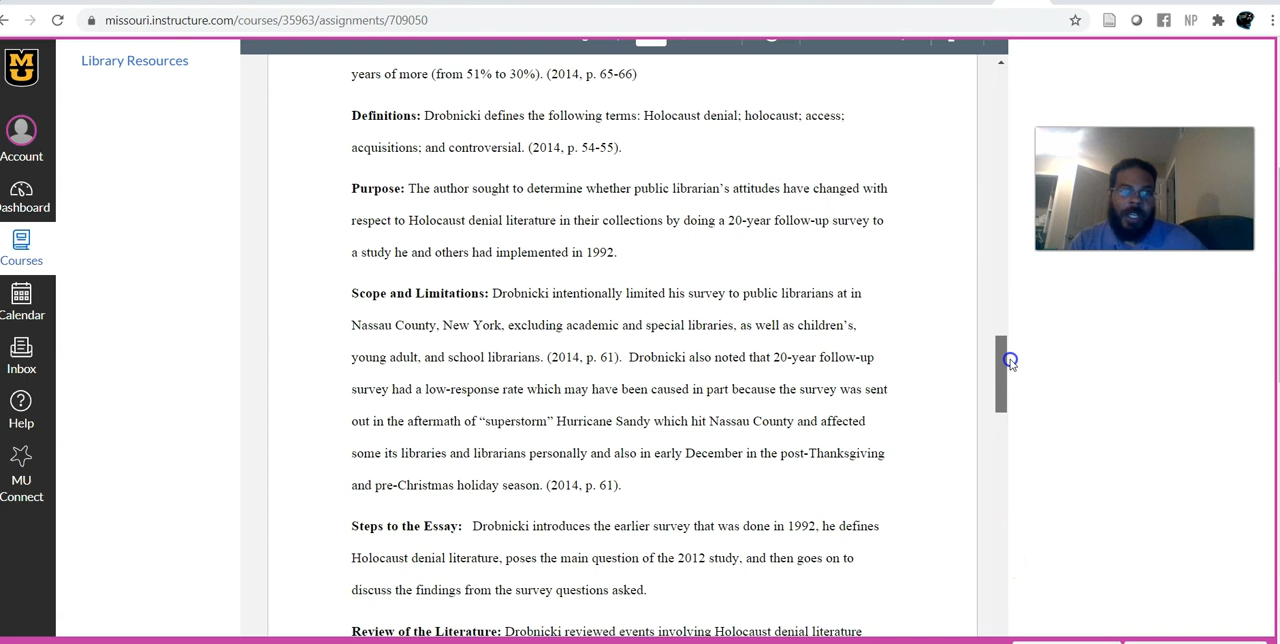 missouri.instructure.com/courses/35963/assignments/709050
NP
MU
Account
Dashboard
Courses
Calendar
Inbox
Help
MU
Connect
Library Resources
years of more (from 51% to 30%). (2014, p. 65-66)
Definitions: Drobnicki defines the following terms: Holocaust denial; holocaust; access;
acquisitions; and controversial. (2014, p. 54-55).
Purpose: The author sought to determine whether public librarian’s attitudes have changed with
respect to Holocaust denial literature in their collections by doing a 20-year follow-up survey to
a study he and others had implemented in 1992.
Scope and Limitations: Drobnicki intentionally limited his survey to public librarians at in
Nassau County, New York, excluding academic and special libraries, as well as children’s,
young adult, and school librarians. (2014, p. 61). Drobnicki also noted that 20-year follow-up
survey had a low-response rate which may have been caused in part because the survey was sent
out in the aftermath of “superstorm” Hurricane Sandy which hit Nassau County and affected
some its libraries and librarians personally and also in early December in the post-Thanksgiving
and pre-Christmas holiday season. (2014, p. 61).
Steps to the Essay: Drobnicki introduces the earlier survey that was done in 1992, he defines
Holocaust denial literature, poses the main question of the 2012 study, and then goes on to
discuss the findings from the survey questions asked.
Review of the Literature: Drobnicki reviewed events involving Holocaust denial literature